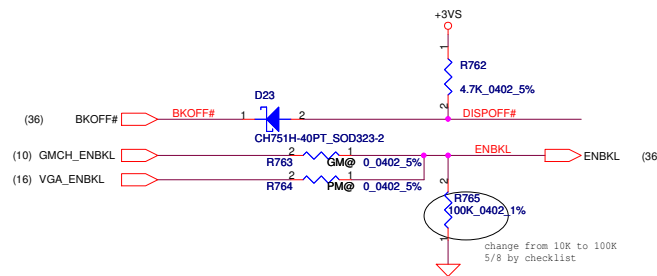 +3VS
1
R762
4.7K_0402_5%
2
D23
(36) BKOFF# BKOFF# 1 2 DISPOFF#
CH751H-40PT_SOD323-2
(10) GMCH_ENBKL 2 1 ENBKL ENBKL (36
R763 GM@ 0_0402_5%
(16) VGA_ENBKL 2 1
R764 PM@ 0_0402_5%
2
R765
100K_0402_1%
1
change from 10K to 100K
5/8 by checklist